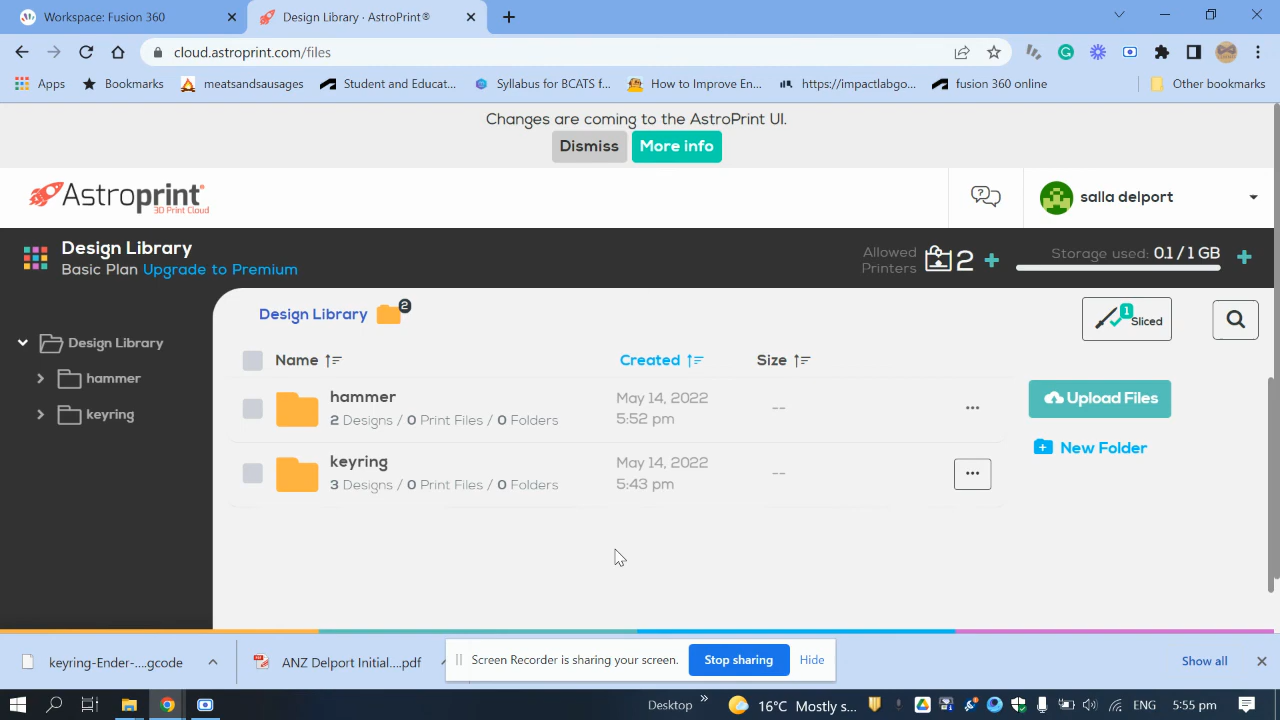 Workspace: Fusion 360
Design Library · AstroPrint®
cloud.astroprint.com/files
Apps
Bookmarks
meatsandsausages
Student and Educat...
Syllabus for BCATS f...
How to Improve En...
https://impactlabgo...
fusion 360 online
Other bookmarks
Changes are coming to the AstroPrint UI.
Dismiss
More info
Astroprint®
3D Print Cloud
salla delport
Design Library
Basic Plan Upgrade to Premium
Allowed
Printers
2
Storage used: 0.1 / 1 GB
Design Library
hammer
keyring
Design Library
2
1
Sliced
Name
Created
Size
hammer
2 Designs / 0 Print Files / 0 Folders
May 14, 2022
5:52 pm
--
keyring
3 Designs / 0 Print Files / 0 Folders
May 14, 2022
5:43 pm
--
Upload Files
New Folder
keyring-Ender-....gcode
ANZ Delport Initial....pdf
Screen Recorder is sharing your screen.
Stop sharing
Hide
Show all
Desktop
16°C Mostly s...
ENG
5:55 pm